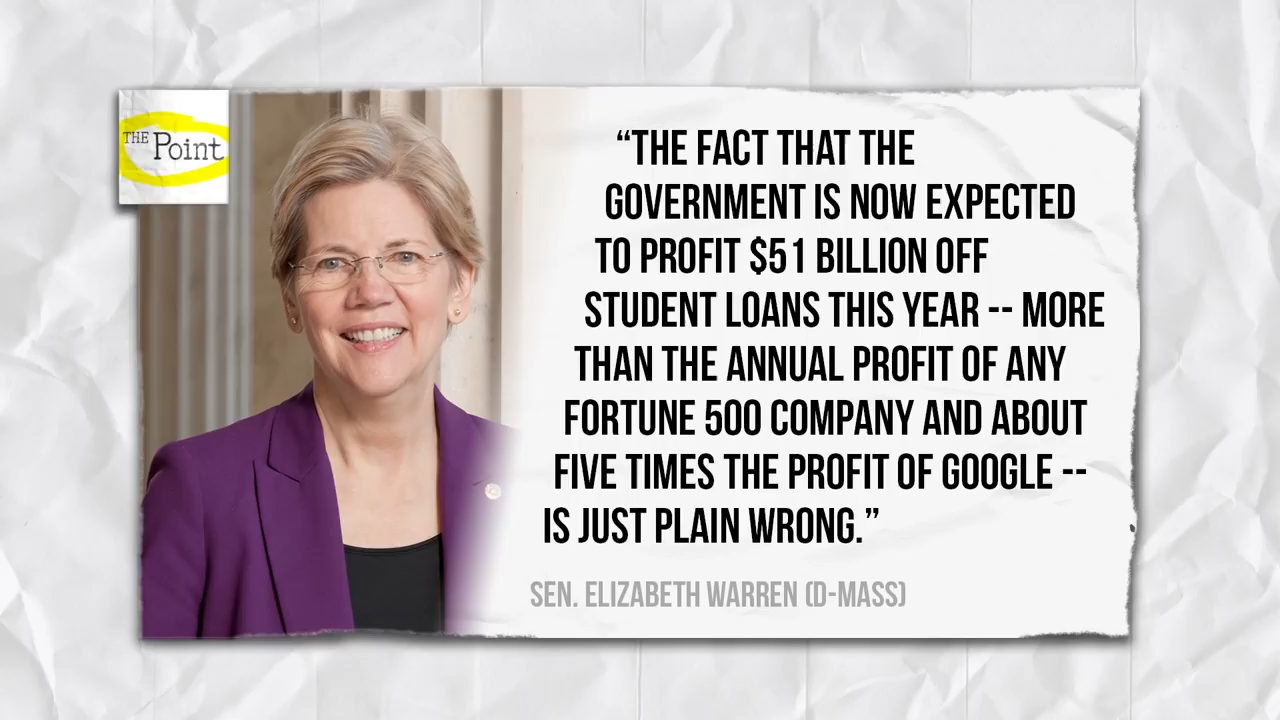 THE Point
“THE FACT THAT THE
GOVERNMENT IS NOW EXPECTED
TO PROFIT $51 BILLION OFF
STUDENT LOANS THIS YEAR -- MORE
THAN THE ANNUAL PROFIT OF ANY
FORTUNE 500 COMPANY AND ABOUT
FIVE TIMES THE PROFIT OF GOOGLE --
IS JUST PLAIN WRONG.”
SEN. ELIZABETH WARREN (D-MASS)